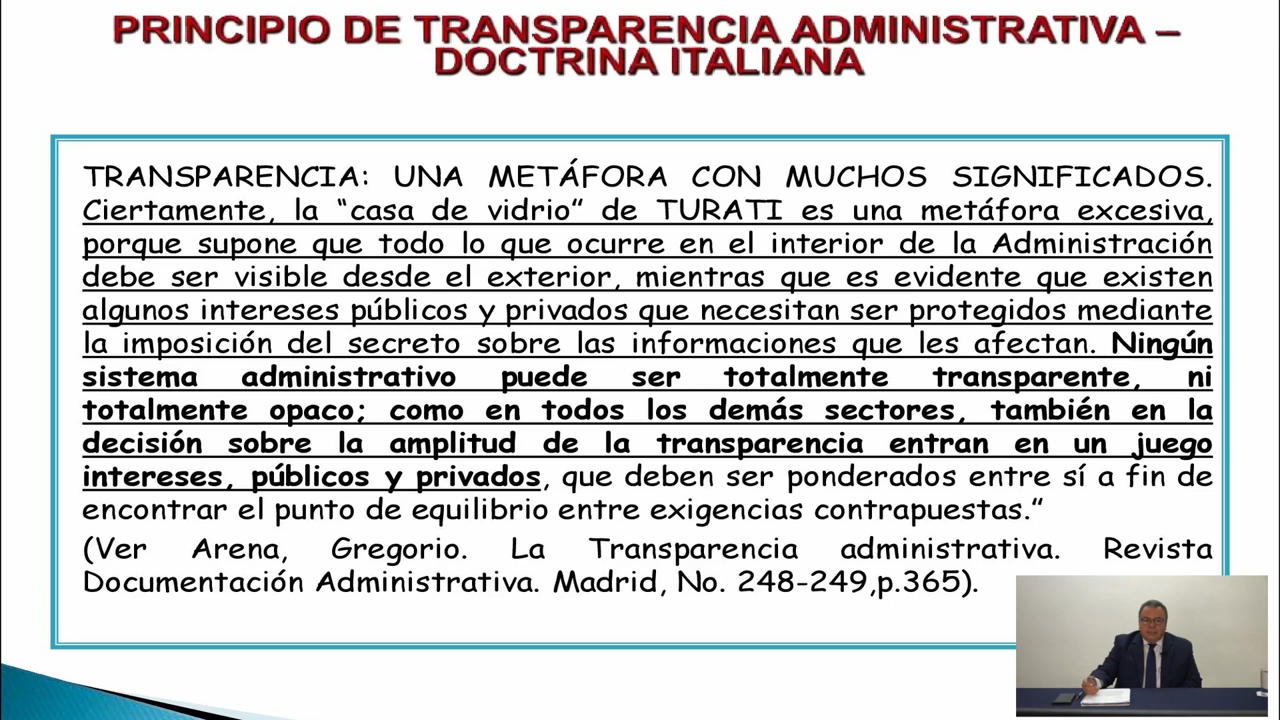 PRINCIPIO DE TRANSPARENCIA ADMINISTRATIVA –
DOCTRINA ITALIANA
TRANSPARENCIA: UNA METÁFORA CON MUCHOS SIGNIFICADOS.
Ciertamente, la “casa de vidrio” de TURATI es una metáfora excesiva,
porque supone que todo lo que ocurre en el interior de la Administración
debe ser visible desde el exterior, mientras que es evidente que existen
algunos intereses públicos y privados que necesitan ser protegidos mediante
la imposición del secreto sobre las informaciones que les afectan. Ningún
sistema administrativo puede ser totalmente transparente, ni
totalmente opaco; como en todos los demás sectores, también en la
decisión sobre la amplitud de la transparencia entran en un juego
intereses, públicos y privados, que deben ser ponderados entre sí a fin de
encontrar el punto de equilibrio entre exigencias contrapuestas.”
(Ver Arena, Gregorio. La Transparencia administrativa. Revista
Documentación Administrativa. Madrid, No. 248-249,p.365).